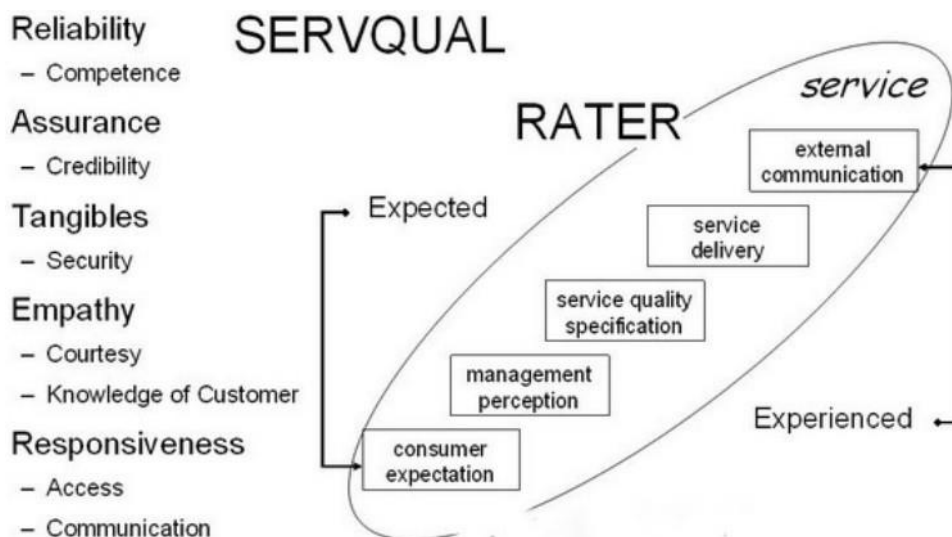 Reliability
– Competence
Assurance
– Credibility
Tangibles
– Security
Empathy
– Courtesy
– Knowledge of Customer
Responsiveness
– Access
– Communication
SERVQUAL
RATER
service
external
communication
Expected
service
delivery
service quality
specification
management
perception
Experienced
consumer
expectation